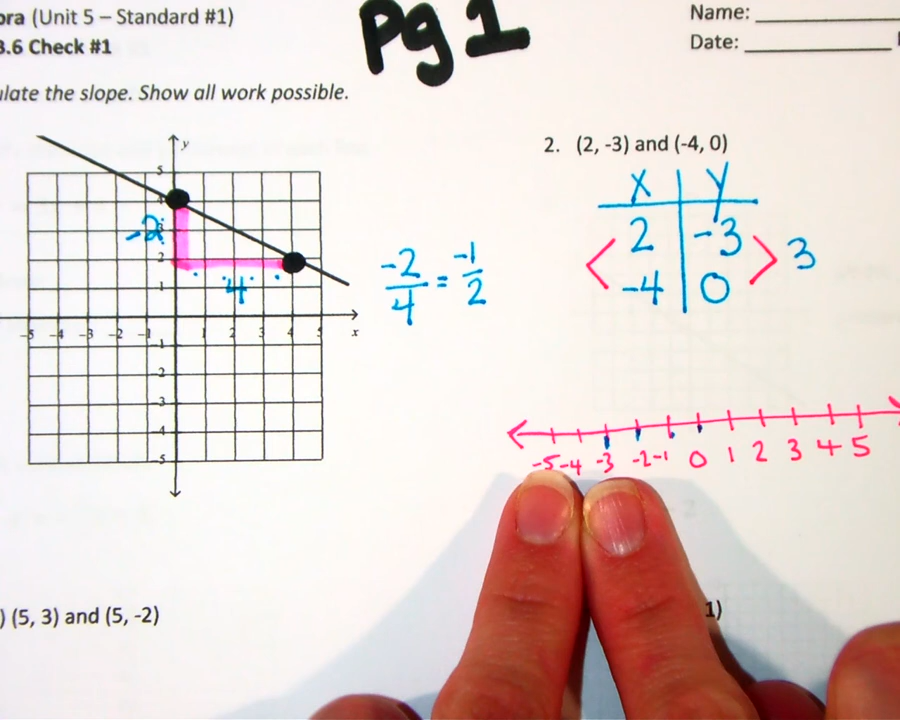 ora (Unit 5 – Standard #1)
3.6 Check #1
Pg 1
Name:
Date:
ulate the slope. Show all work possible.
y
5
4
3
2
1
-5 -4 -3 -2 -1 1 2 3 4 5 x
-1
-2
-3
-4
-5
-2
4
-2/4 = -1/2
2. (2, -3) and (-4, 0)
X Y
2 -3
-4 0
3
-5 -4 -3 -2 -1 0 1 2 3 4 5
) (5, 3) and (5, -2)
1)